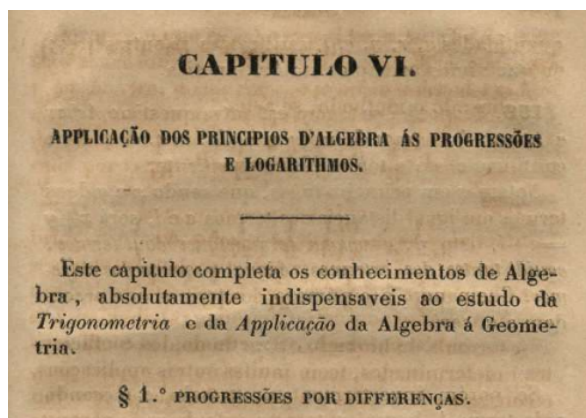 CAPITULO VI.
APPLICAÇÃO DOS PRINCIPIOS D'ALGEBRA ÁS PROGRESSÕES
E LOGARITHMOS.
Este capitulo completa os conhecimentos de Alge-
bra , absolutamente indispensaveis ao estudo da
Trigonometria e da Applicação da Algebra á Geome-
tria.
§ 1.° PROGRESSÕES POR DIFFERENÇAS.